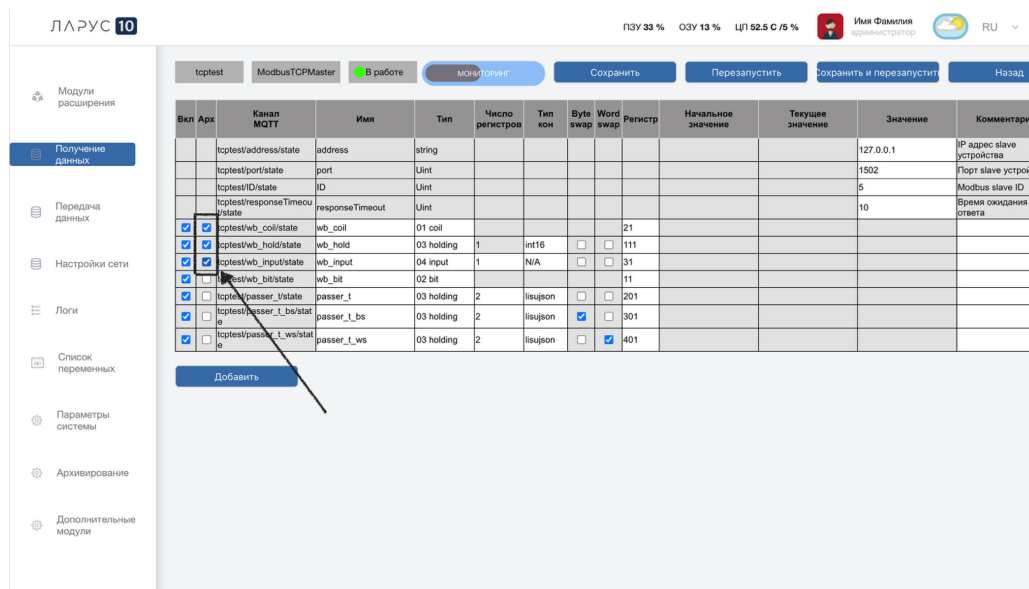 ЛАРУС 10
ПЗУ 33 % ОЗУ 13 % ЦП 52.5 C /5 %
Имя Фамилия
администратор
RU
Модули
расширения
Получение
данных
Передача
данных
Настройки сети
Логи
Список
переменных
Параметры
системы
Архивирование
Дополнительные
модули
tcptest ModbusTCPMaster В работе МОНИТОРИНГ Сохранить Перезапустить Сохранить и перезапустить Назад
Вкл Арх Канал MQTT Имя Тип Число регистров Тип кон Byte swap Word swap Регистр Начальное значение Текущее значение Значение Комментари
tcptest/address/state address string 127.0.0.1 IP адрес slave устройства
tcptest/port/state port Uint 1502 Порт slave устрой
tcptest/ID/state ID Uint 5 Modbus slave ID
tcptest/responseTimeout/state responseTimeout Uint 10 Время ожидания ответа
tcptest/wb_coil/state wb_coil 01 coil 21
tcptest/wb_hold/state wb_hold 03 holding 1 int16 111
tcptest/wb_input/state wb_input 04 input 1 N/A 31
tcptest/wb_bit/state wb_bit 02 bit 11
tcptest/passer_t/state passer_t 03 holding 2 lisujson 201
tcptest/passer_t_bs/state passer_t_bs 03 holding 2 lisujson 301
tcptest/passer_t_ws/state passer_t_ws 03 holding 2 lisujson 401
Добавить